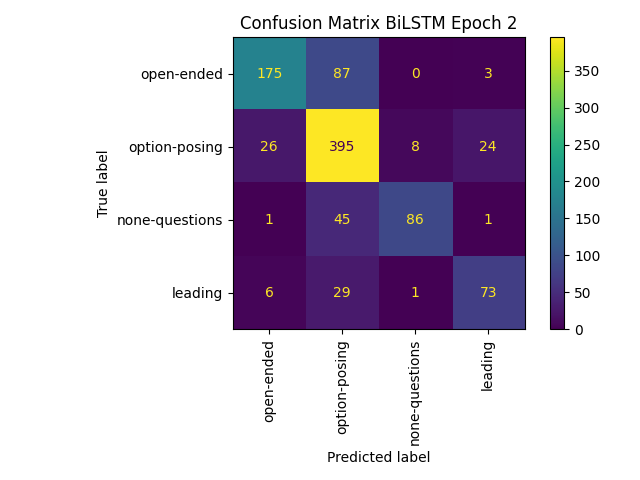 Confusion Matrix BiLSTM Epoch 2
True label
open-ended 175 87 0 3
option-posing 26 395 8 24
none-questions 1 45 86 1
leading 6 29 1 73
open-ended
option-posing
none-questions
leading
Predicted label
350
300
250
200
150
100
50
0